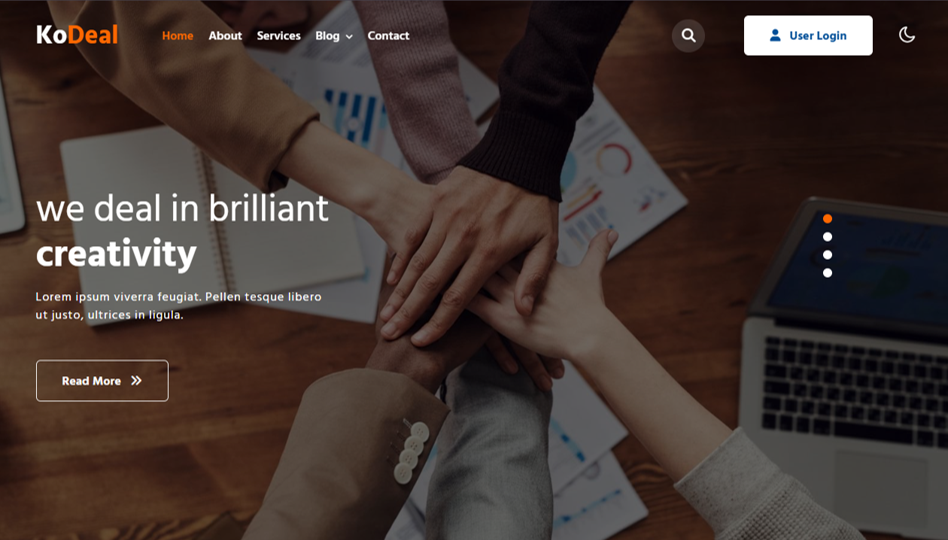 KoDeal
Home About Services Blog Contact
User Login
we deal in brilliant
creativity
Lorem ipsum viverra feugiat. Pellen tesque libero
ut justo, ultrices in ligula.
Read More